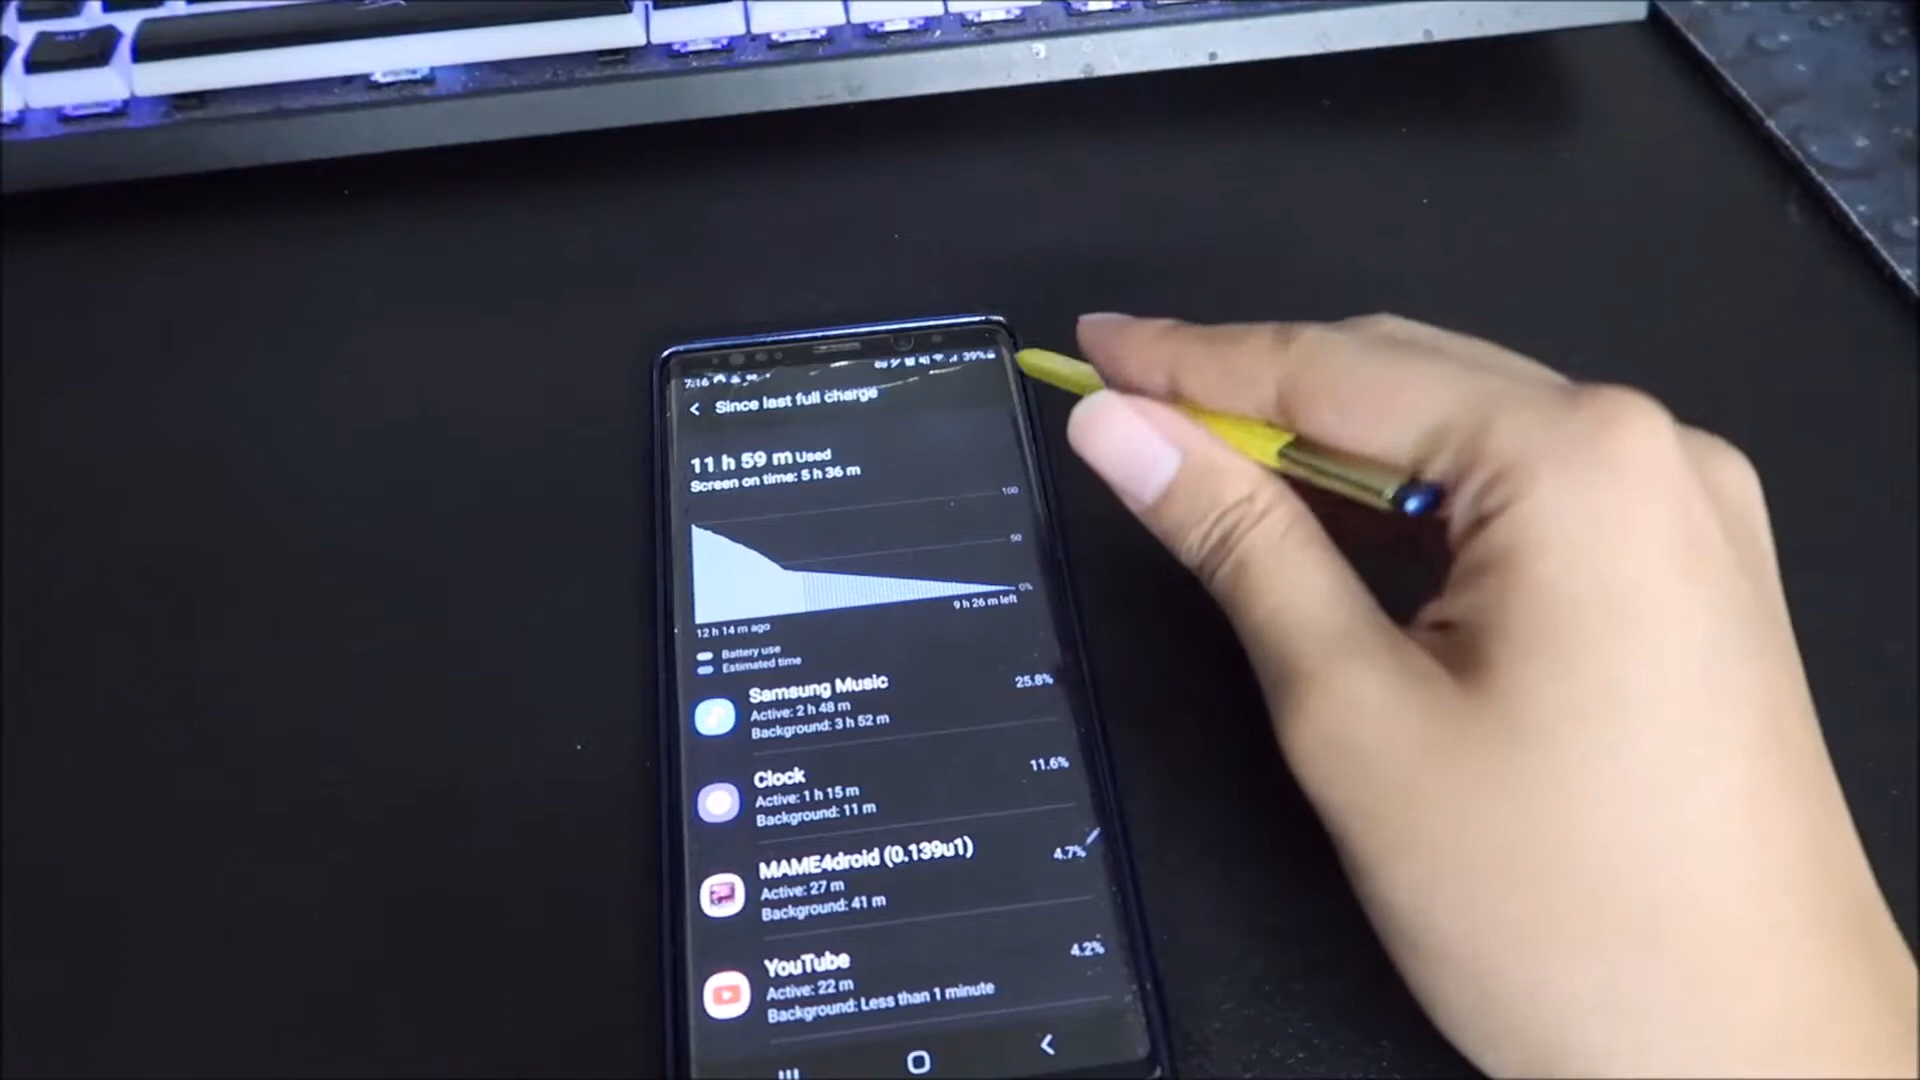 7:16
39%
Since last full charge
11 h 59 m Used
Screen on time: 5 h 36 m
100
50
0%
9 h 26 m left
12 h 14 m ago
Battery use
Estimated time
Samsung Music
25.8%
Active: 2 h 48 m
Background: 3 h 52 m
Clock
11.6%
Active: 1 h 15 m
Background: 11 m
MAME4droid (0.139u1)
4.7%
Active: 27 m
Background: 41 m
YouTube
4.2%
Active: 22 m
Background: Less than 1 minute